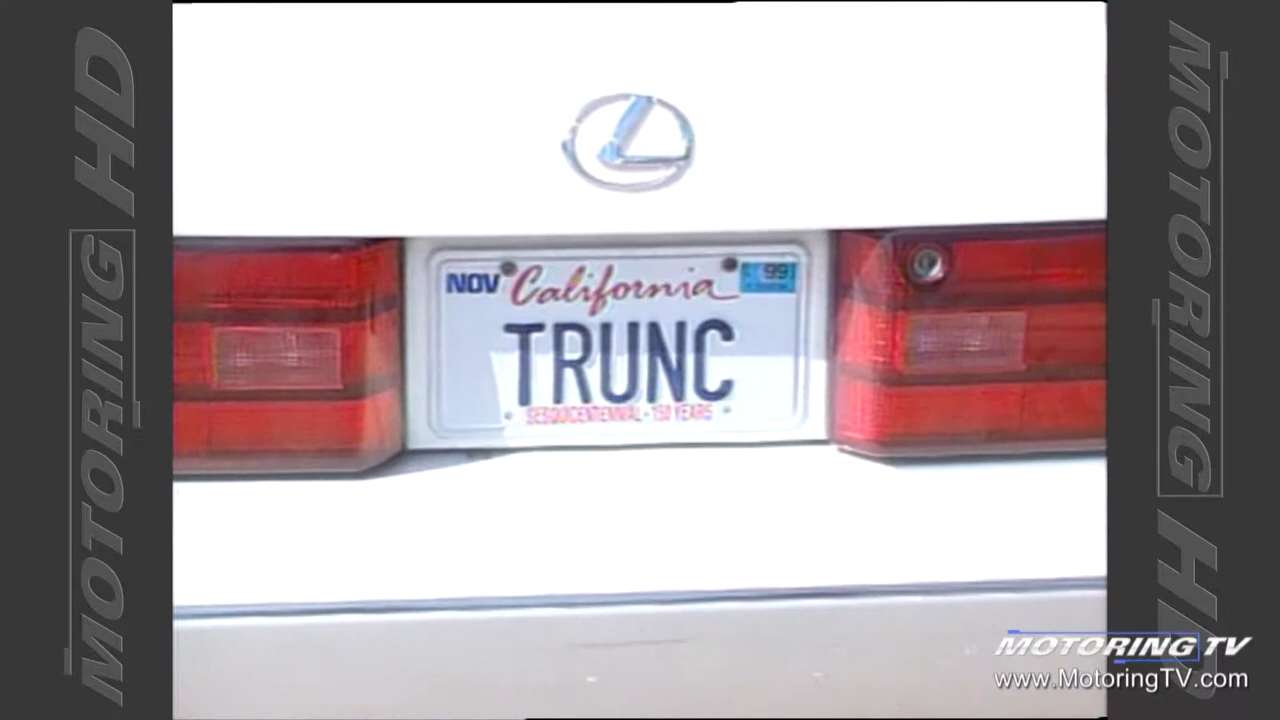 MOTORING HD
NOV California 99
TRUNC
SESQUICENTENNIAL - 150 YEARS
MOTORING HD
MOTORING TV
www.MotoringTV.com